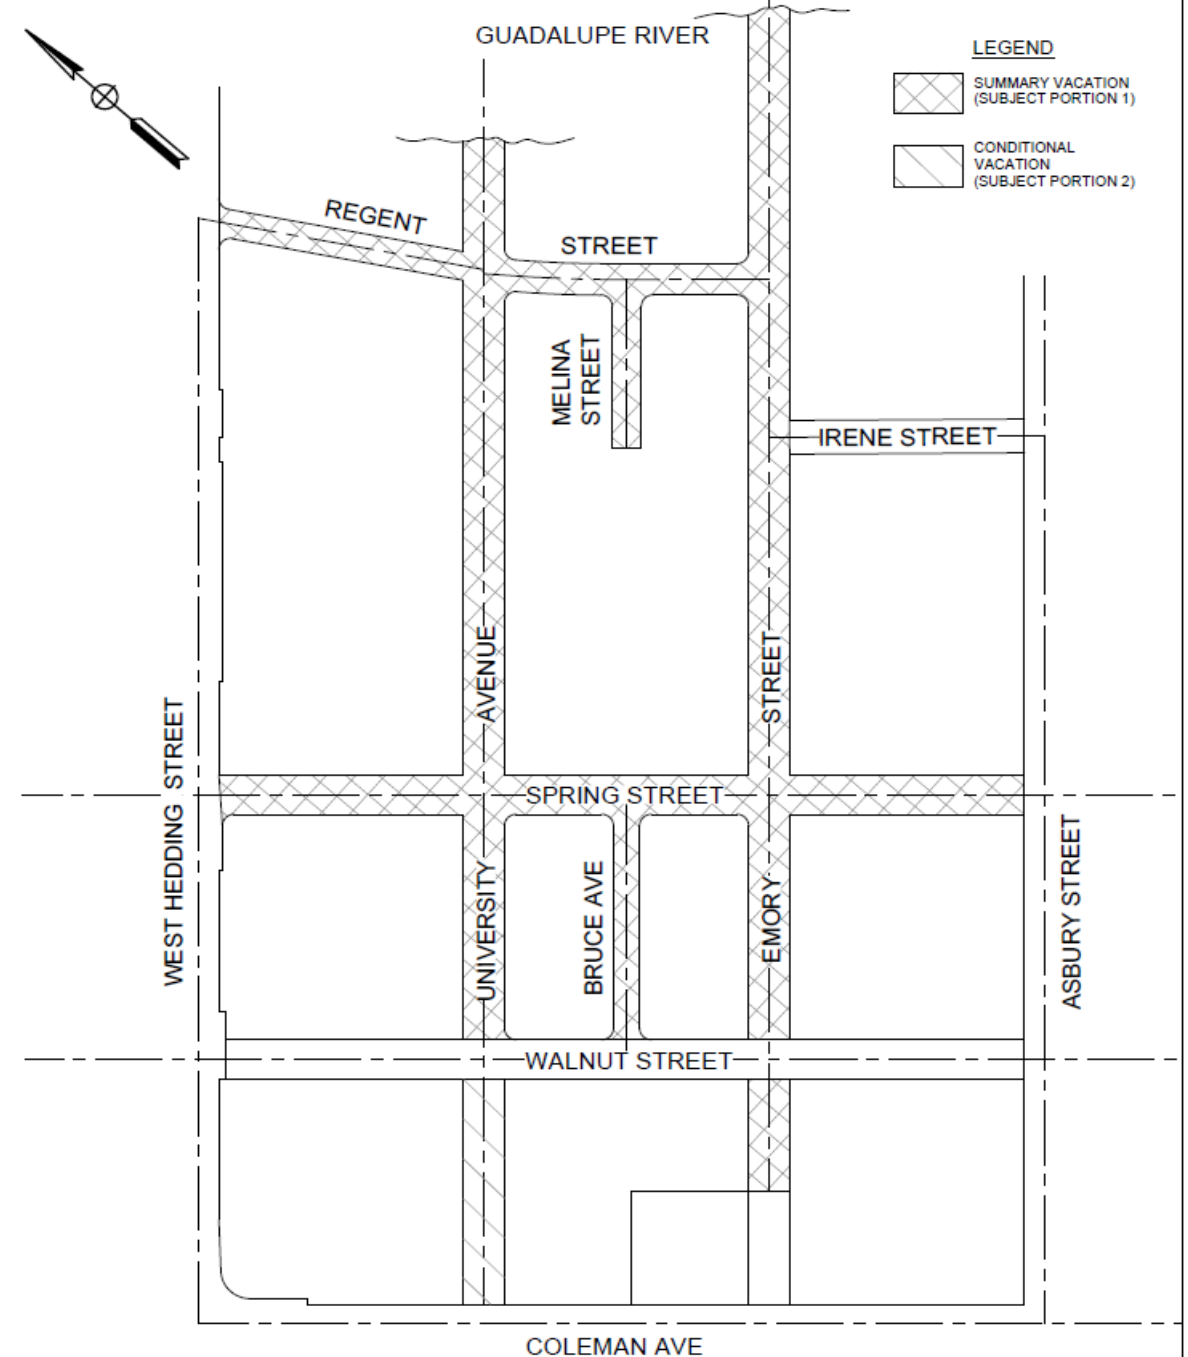 GUADALUPE RIVER
LEGEND
SUMMARY VACATION
(SUBJECT PORTION 1)
CONDITIONAL
VACATION
(SUBJECT PORTION 2)
REGENT
STREET
MELINA
STREET
IRENE STREET
AVENUE
STREET
WEST HEDDING STREET
SPRING STREET
UNIVERSITY
BRUCE AVE
EMORY
ASBURY STREET
WALNUT STREET
COLEMAN AVE